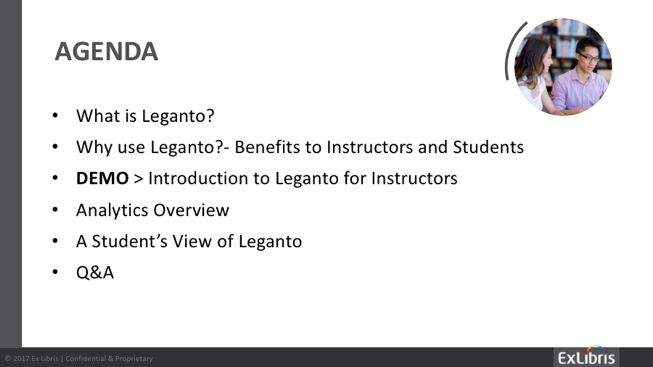 AGENDA
• What is Leganto?
• Why use Leganto?- Benefits to Instructors and Students
• DEMO > Introduction to Leganto for Instructors
• Analytics Overview
• A Student's View of Leganto
• Q&A
© 2017 Ex Libris | Confidential & Proprietary
ExLibris